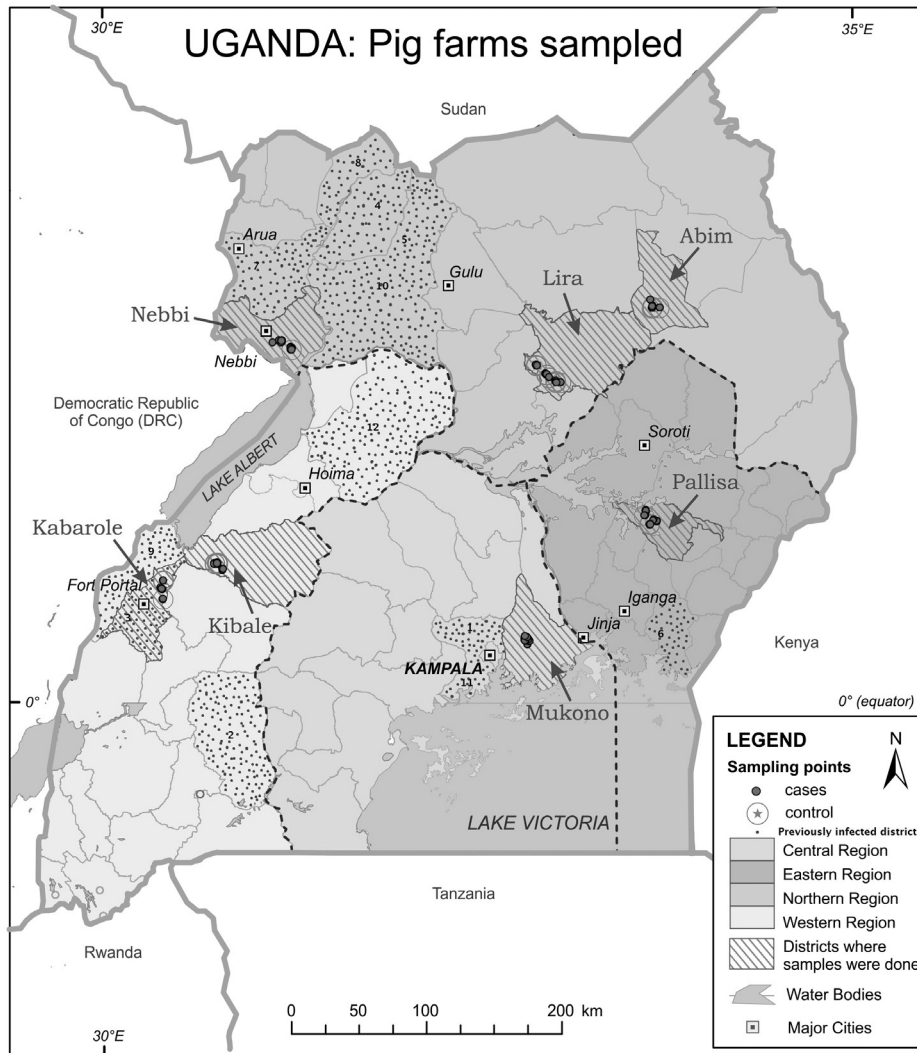 30°E
35°E
UGANDA: Pig farms sampled
Sudan
8
4
Arua
5
Abim
7
Gulu
Lira
10
Nebbi
Nebbi
Democratic Republic
of Congo (DRC)
12
Soroti
LAKE ALBERT
Hoima
Pallisa
Kabarole
9
Fort Portal
Iganga
3
Kibale
1
Jinja
6
Kenya
KAMPALA
11
0°
Mukono
0° (equator)
2
LEGEND
N
Sampling points
cases
control
Previously infected district
Central Region
Eastern Region
Northern Region
Western Region
Districts where
samples were done
Water Bodies
Major Cities
LAKE VICTORIA
Tanzania
Rwanda
0 50 100 200 km
30°E